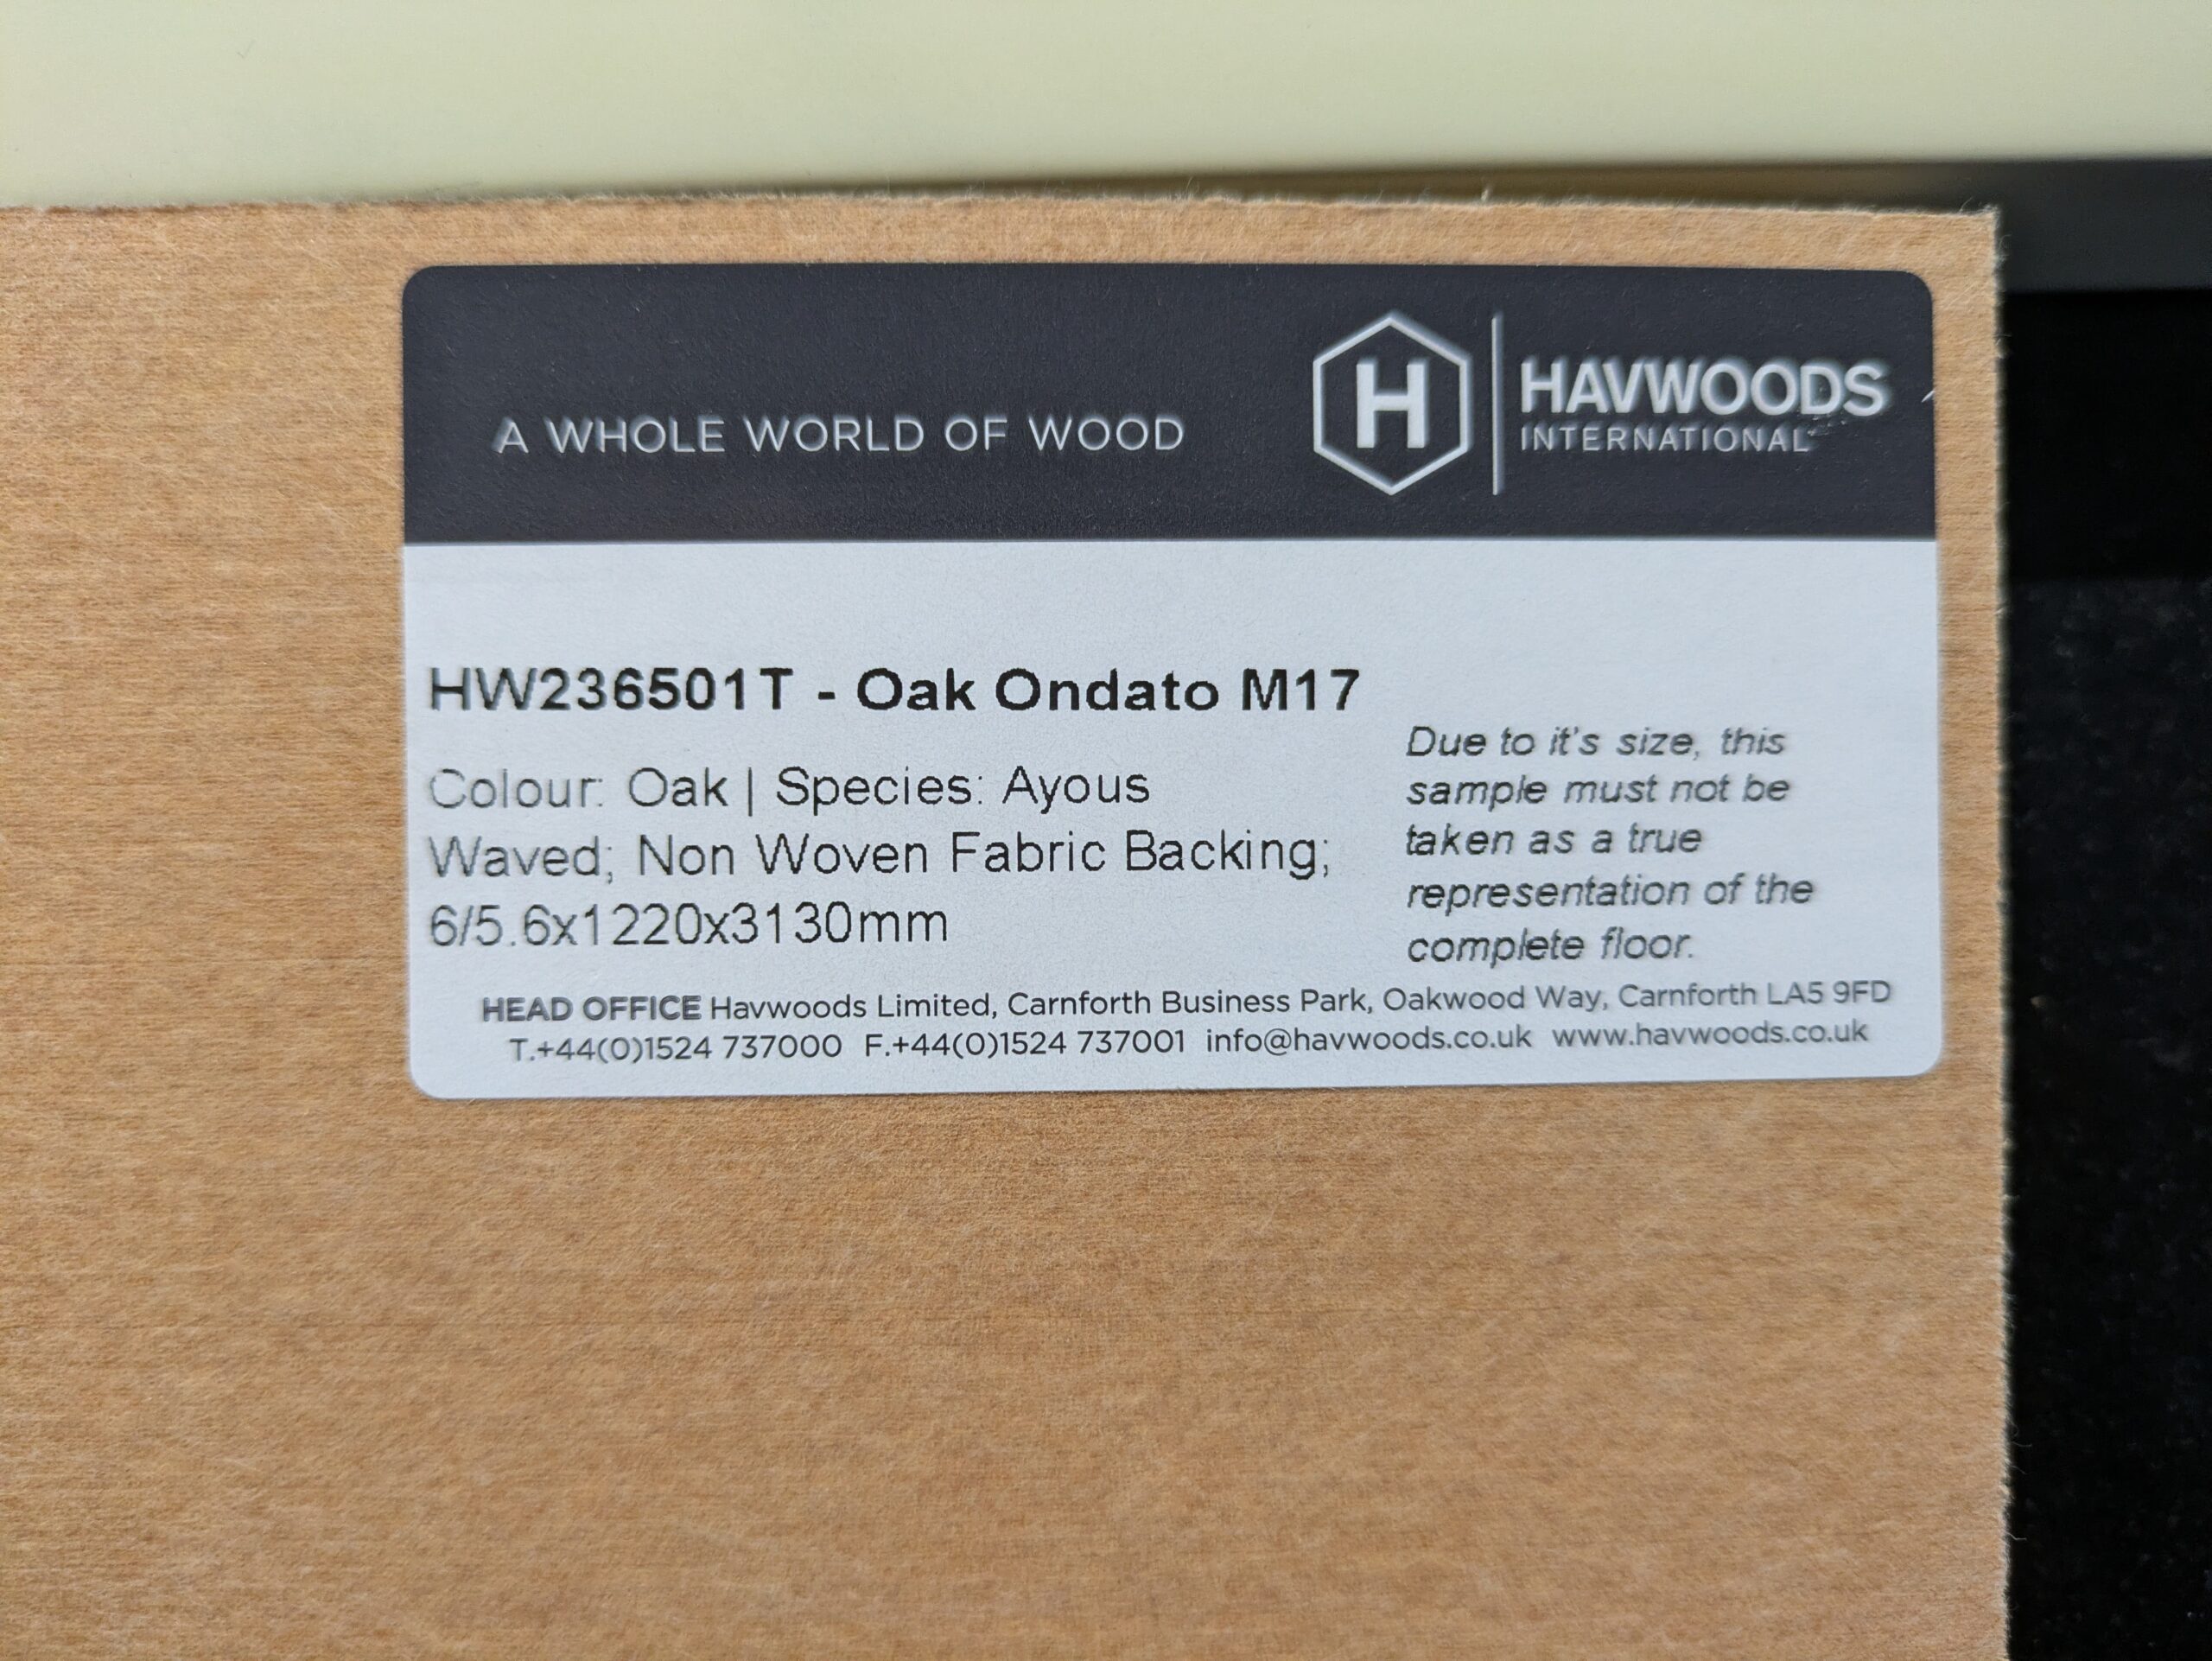 A WHOLE WORLD OF WOOD
H
HAVWOODS
INTERNATIONAL
HW236501T - Oak Ondato M17
Colour: Oak | Species: Ayous
Waved; Non Woven Fabric Backing;
6/5.6x1220x3130mm
Due to it's size, this
sample must not be
taken as a true
representation of the
complete floor.
HEAD OFFICE Havwoods Limited, Carnforth Business Park, Oakwood Way, Carnforth LA5 9FD
T.+44(0)1524 737000 F.+44(0)1524 737001 info@havwoods.co.uk www.havwoods.co.uk